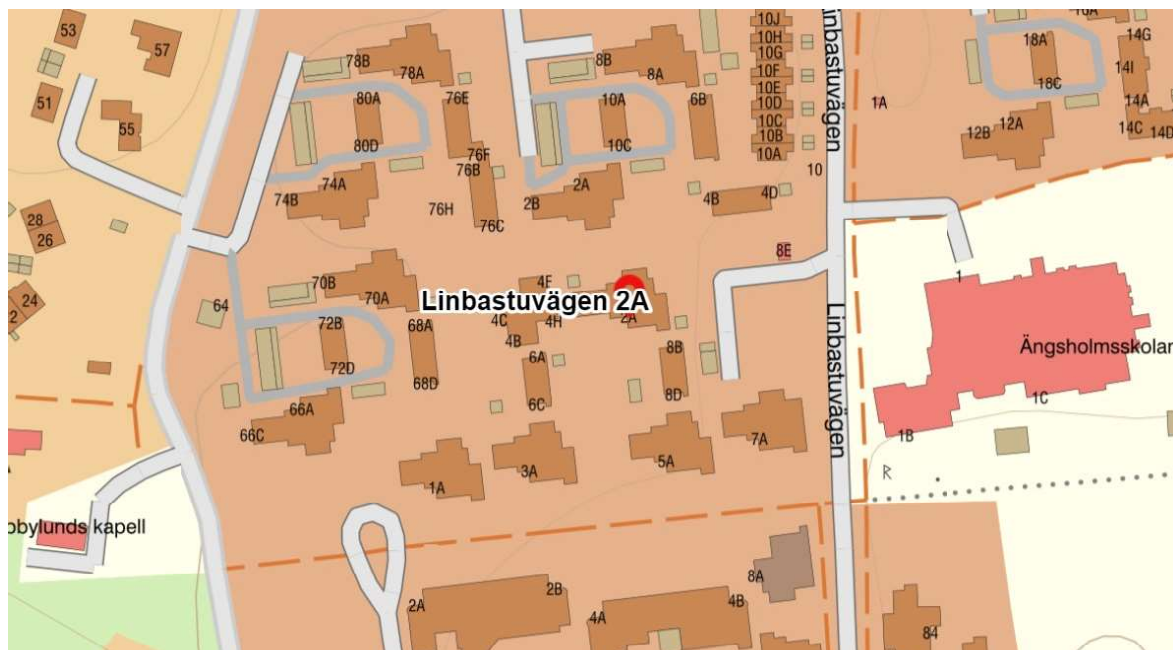 53
57
51
55
28
26
24
2
64
78B
78A
80A
76E
80D
76F
76B
74A
74B
76H
76C
8B
8A
10A
6B
10C
2A
2B
10J
10H
10G
10F
10E
10D
10C
10B
10A
10
4B
4D
8E
Linbastuvägen
1A
18A
18C
14G
14I
14A
14C
14D
12A
12B
1
Ängsholmsskolan
1C
1B
ᚱ
70B
70A
72B
72D
68A
68D
66A
66C
4F
Linbastuvägen 2A
4C
4H
2A
4B
6A
6C
8B
8D
7A
5A
3A
1A
Linbastuvägen
bbylunds kapell
2A
2B
4A
4B
8A
84